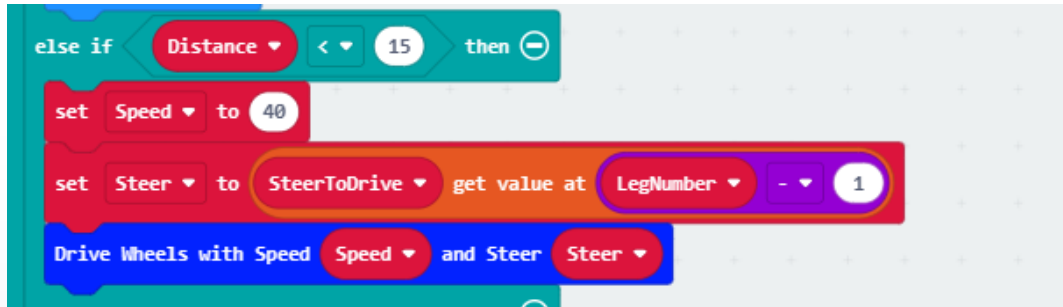 else if Distance < 15 then
set Speed to 40
set Steer to SteerToDrive get value at LegNumber - 1
Drive Wheels with Speed Speed and Steer Steer